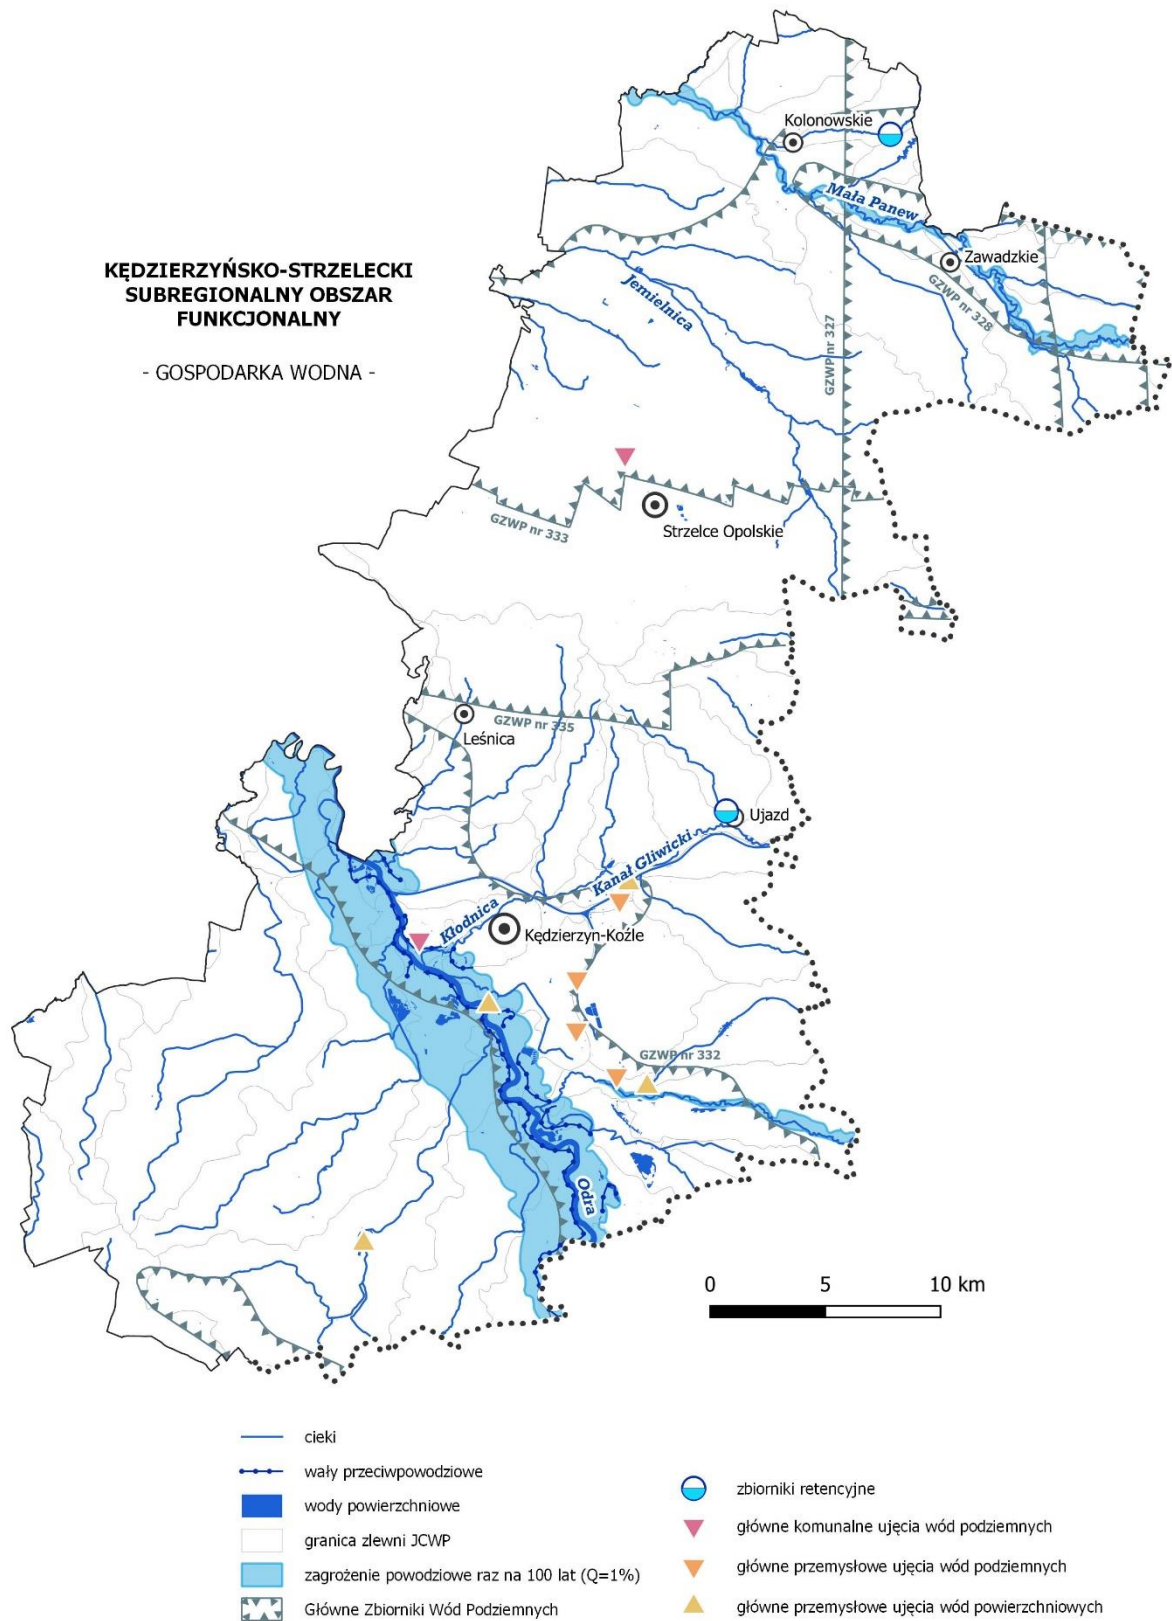 KĘDZIERZYŃSKO-STRZELECKI
SUBREGIONALNY OBSZAR
FUNKCJONALNY
- GOSPODARKA WODNA -
Kolonowskie
Mała Panew
Zawadzkie
Jemielnica
GZWP nr 327
GZWP nr 328
GZWP nr 333
Strzelce Opolskie
GZWP nr 335
Leśnica
Ujazd
Kanał Gliwicki
Kłodnica
Kędzierzyn-Koźle
GZWP nr 332
Odra
0 5 10 km
cieki
wały przeciwpowodziowe
wody powierzchniowe
granica zlewni JCWP
zagrożenie powodziowe raz na 100 lat (Q=1%)
Główne Zbiorniki Wód Podziemnych
zbiorniki retencyjne
główne komunalne ujęcia wód podziemnych
główne przemysłowe ujęcia wód podziemnych
główne przemysłowe ujęcia wód powierzchniowych